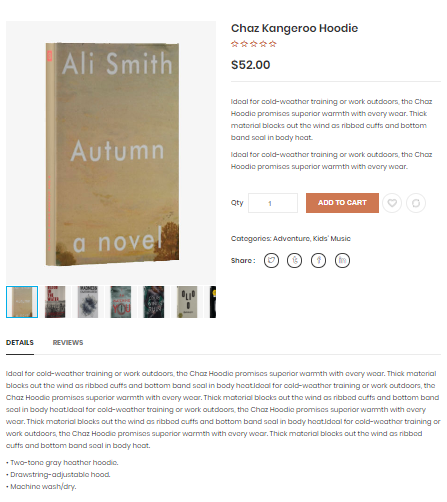 Ali Smith
Autumn
a novel
Chaz Kangeroo Hoodie
$52.00
Ideal for cold-weather training or work outdoors, the Chaz
Hoodie promises superior warmth with every wear. Thick
material blocks out the wind as ribbed cuffs and bottom
band seal in body heat.
Ideal for cold-weather training or work outdoors, the Chaz
Hoodie promises superior warmth with every wear.
Qty 1 ADD TO CART
Categories: Adventure, Kids' Music
Share :
DETAILS REVIEWS
Ideal for cold-weather training or work outdoors, the Chaz Hoodie promises superior warmth with every wear. Thick material
blocks out the wind as ribbed cuffs and bottom band seal in body heat.Ideal for cold-weather training or work outdoors, the
Chaz Hoodie promises superior warmth with every wear. Thick material blocks out the wind as ribbed cuffs and bottom band
seal in body heat.Ideal for cold-weather training or work outdoors, the Chaz Hoodie promises superior warmth with every
wear. Thick material blocks out the wind as ribbed cuffs and bottom band seal in body heat.Ideal for cold-weather training or
work outdoors, the Chaz Hoodie promises superior warmth with every wear. Thick material blocks out the wind as ribbed
cuffs and bottom band seal in body heat.
• Two-tone gray heather hoodie.
• Drawstring-adjustable hood.
• Machine wash/dry.